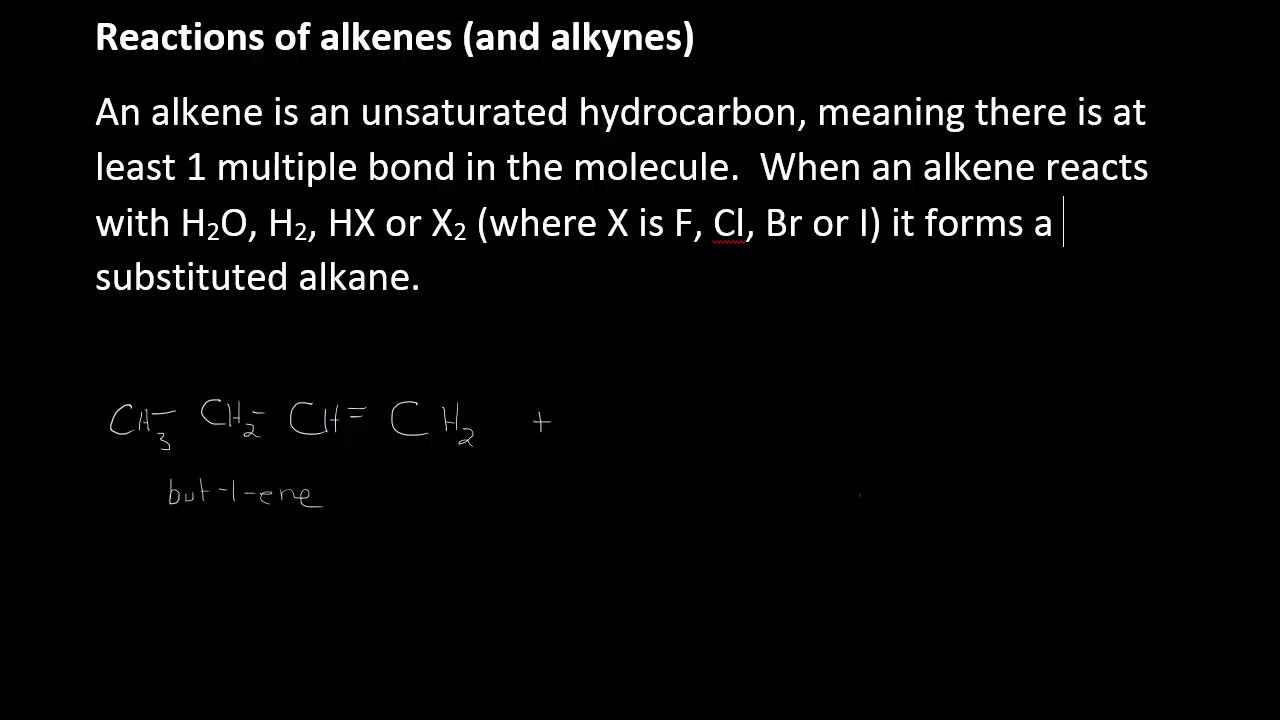 Reactions of alkenes (and alkynes)
An alkene is an unsaturated hydrocarbon, meaning there is at
least 1 multiple bond in the molecule.  When an alkene reacts
with H₂O, H₂, HX or X₂ (where X is F, Cl, Br or I) it forms a
substituted alkane.
CH₃- CH₂- CH= CH₂ +
but-1-ene